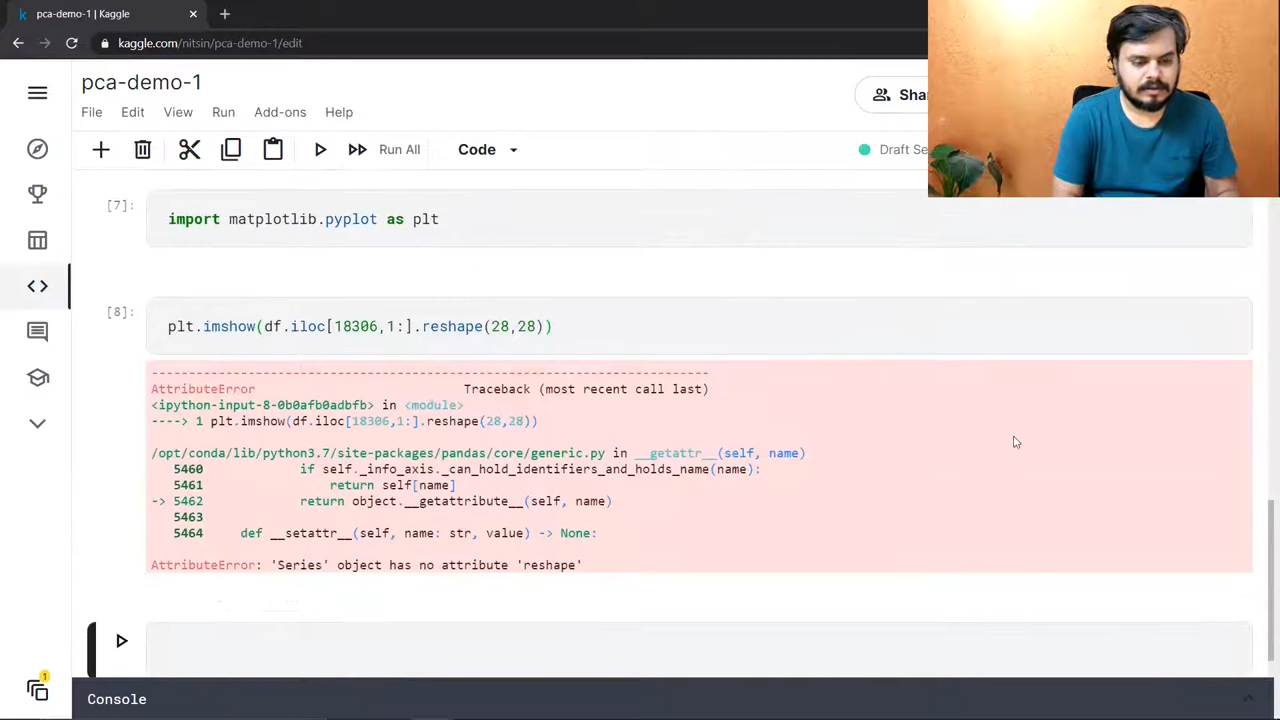 pca-demo-1 | Kaggle
kaggle.com/nitsin/pca-demo-1/edit
pca-demo-1
File Edit View Run Add-ons Help
Run All
Code
[7]:
import matplotlib.pyplot as plt
[8]:
plt.imshow(df.iloc[18306,1:].reshape(28,28))
---------------------------------------------------------------------------
AttributeError Traceback (most recent call last)
<ipython-input-8-0b0afb0adbfb> in <module>
----> 1 plt.imshow(df.iloc[18306,1:].reshape(28,28))
/opt/conda/lib/python3.7/site-packages/pandas/core/generic.py in __getattr__(self, name)
5460 if self._info_axis._can_hold_identifiers_and_holds_name(name):
5461 return self[name]
-> 5462 return object.__getattribute__(self, name)
5463
5464 def __setattr__(self, name: str, value) -> None:
AttributeError: 'Series' object has no attribute 'reshape'
1
Console